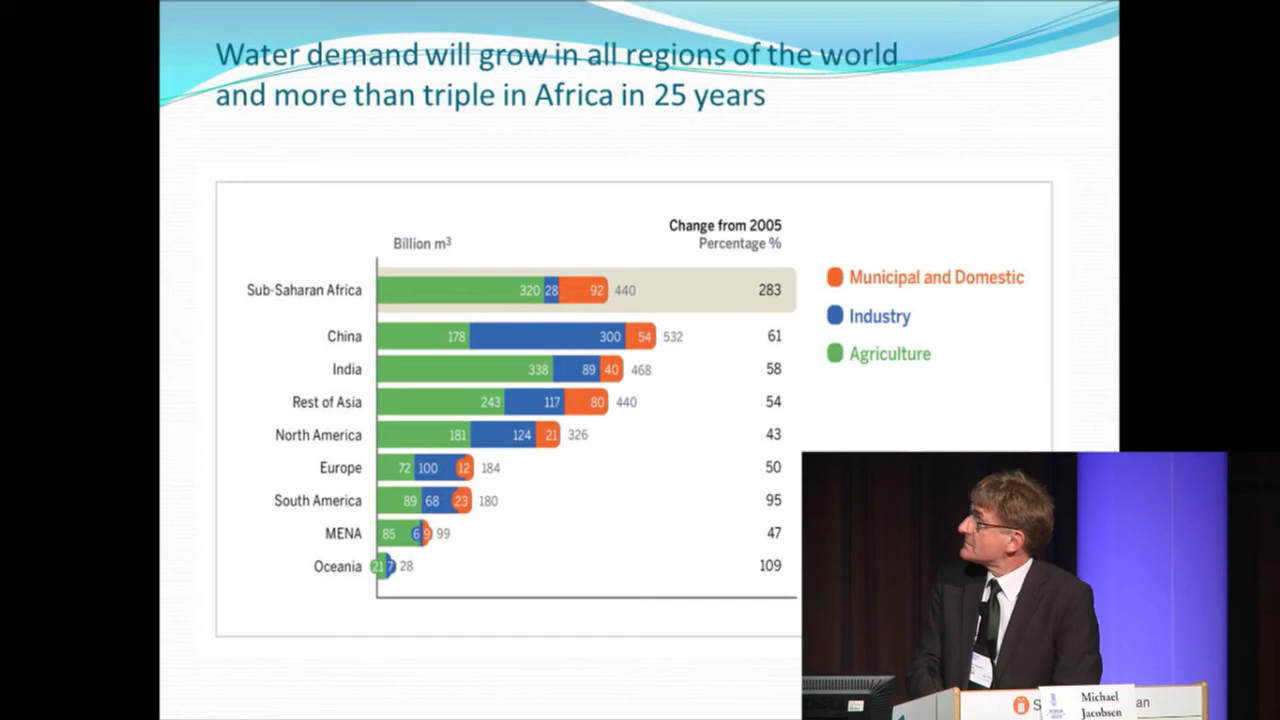 Water demand will grow in all regions of the world
and more than triple in Africa in 25 years
Change from 2005
Billion m³ Percentage %
Sub-Saharan Africa 320 28 92 440 283
China 178 300 54 532 61
India 338 89 40 468 58
Rest of Asia 243 117 80 440 54
North America 181 124 21 326 43
Europe 72 100 12 184 50
South America 89 68 23 180 95
MENA 85 6 9 99 47
Oceania 21 7 28 109
Municipal and Domestic
Industry
Agriculture
Michael
Jacobsen